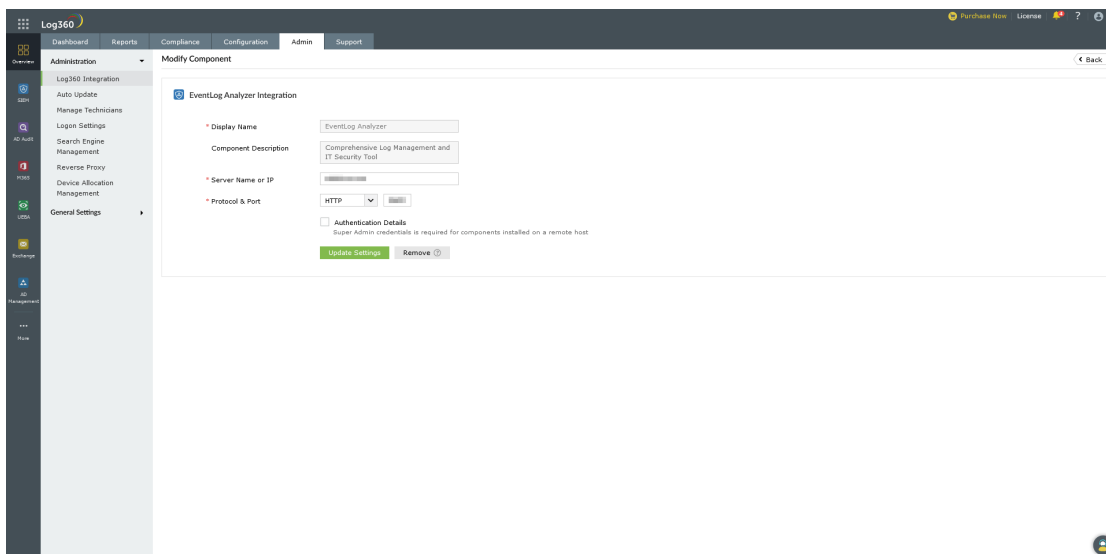 Log360
Purchase Now License 4 ?
Dashboard Reports Compliance Configuration Admin Support
Overview
SIEM
AD Audit
M365
UEBA
Exchange
AD
Management
More
Administration
Log360 Integration
Auto Update
Manage Technicians
Logon Settings
Search Engine
Management
Reverse Proxy
Device Allocation
Management
General Settings
Modify Component
Back
EventLog Analyzer Integration
* Display Name EventLog Analyzer
Component Description Comprehensive Log Management and
IT Security Tool
* Server Name or IP
* Protocol & Port HTTP
Authentication Details
Super Admin credentials is required for components installed on a remote host
Update Settings Remove ?